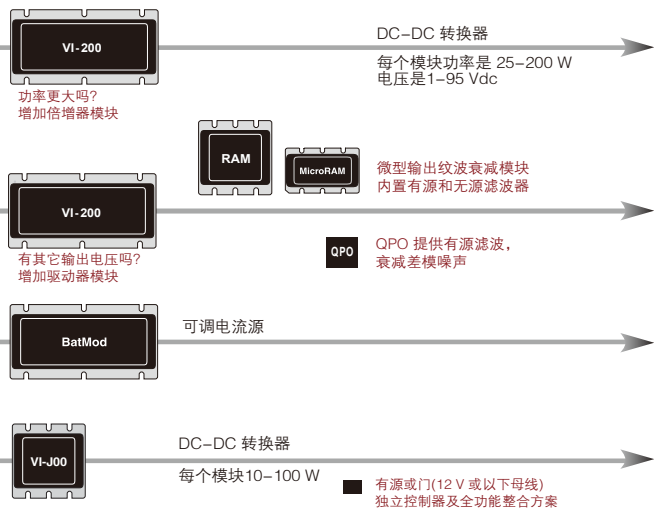 VI-200
DC-DC 转换器
每个模块功率是 25-200 W
电压是1-95 Vdc
功率更大吗?
增加倍增器模块
RAM
MicroRAM
微型输出纹波衰减模块
内置有源和无源滤波器
VI-200
QPO
QPO 提供有源滤波，
衰减差模噪声
有其它输出电压吗?
增加驱动器模块
BatMod
可调电流源
VI-J00
DC-DC 转换器
每个模块10-100 W
有源或门(12 V 或以下母线)
独立控制器及全功能整合方案